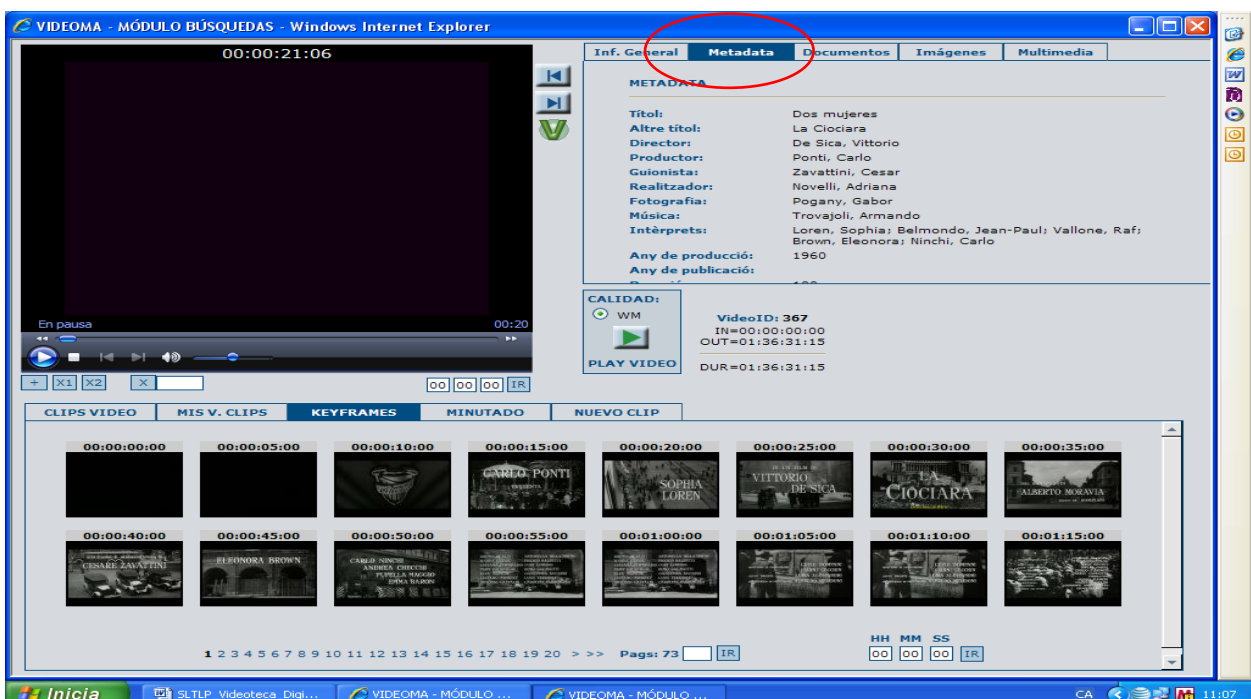 VIDEOMA - MÓDULO BÚSQUEDAS - Windows Internet Explorer
00:00:21:06
Inf. General Metadata Documentos Imágenes Multimedia
METADATA
Títol: Dos mujeres
Altre títol: La Ciociara
Director: De Sica, Vittorio
Productor: Ponti, Carlo
Guionista: Zavattini, Cesar
Realitzador: Novelli, Adriana
Fotografia: Pogany, Gabor
Música: Trovajoli, Armando
Intèrprets: Loren, Sophia; Belmondo, Jean-Paul; Vallone, Raf;
Brown, Eleonora; Ninchi, Carlo
Any de producció: 1960
Any de publicació:
En pausa 00:20
+ X1 X2 X 00 00 00 IR
CALIDAD:
WM
PLAY VIDEO
VideoID: 367
IN=00:00:00:00
OUT=01:36:31:15
DUR=01:36:31:15
CLIPS VIDEO MIS V. CLIPS KEYFRAMES MINUTADO NUEVO CLIP
00:00:00:00 00:00:05:00 00:00:10:00 00:00:15:00 00:00:20:00 00:00:25:00 00:00:30:00 00:00:35:00
CARLO PONTI
SOPHIA
LOREN
VITTORIO
DE SICA
LA
CIOCIARA
ALBERTO MORAVIA
00:00:40:00 00:00:45:00 00:00:50:00 00:00:55:00 00:01:00:00 00:01:05:00 00:01:10:00 00:01:15:00
CESARE ZAVATTINI
ELEONORA BROWN
CARLO NINCHI
ANDREA CHECCHI
PUPELLA MAGGIO
EMMA BARON
1 2 3 4 5 6 7 8 9 10 11 12 13 14 15 16 17 18 19 20 > >> Pags: 73 IR
HH MM SS
00 00 00 IR
Inicia SLTLP Videoteca Digi... VIDEOMA - MÓDULO ... VIDEOMA - MÓDULO ... CA 11:07